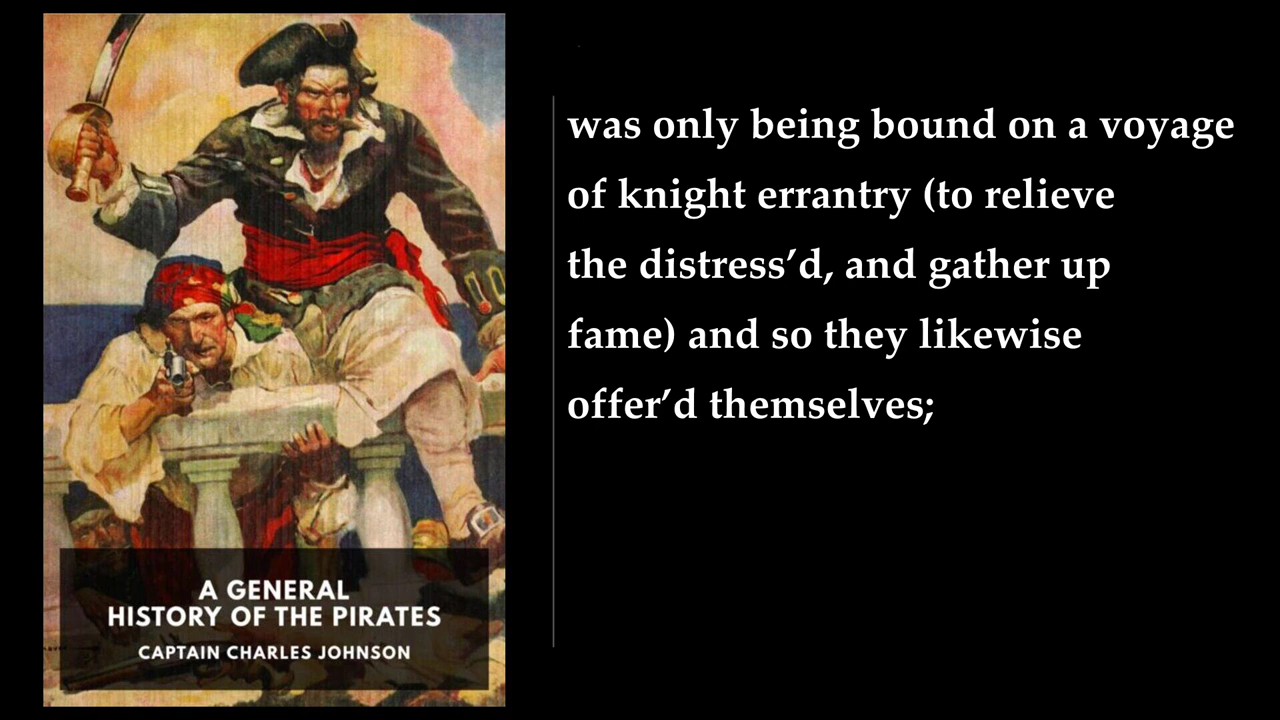 was only being bound on a voyage
of knight errantry (to relieve
the distress’d, and gather up
fame) and so they likewise
offer’d themselves;
A GENERAL
HISTORY OF THE PIRATES
CAPTAIN CHARLES JOHNSON